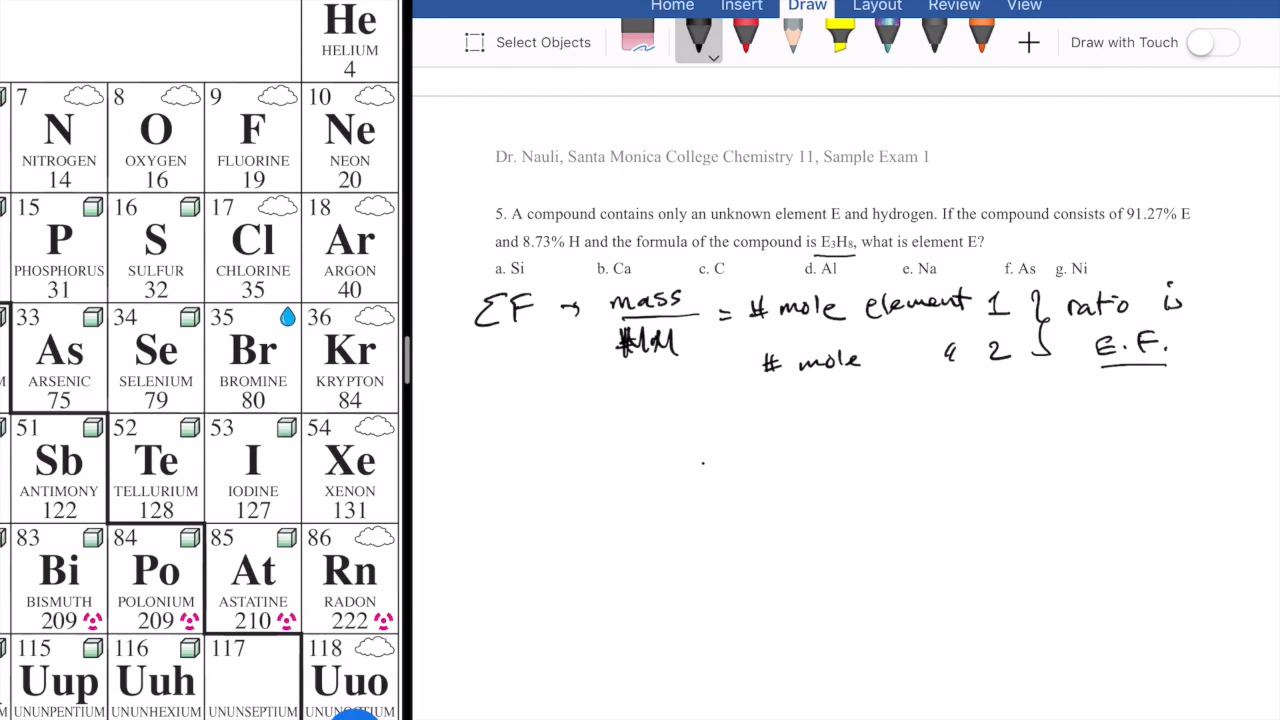 He
HELIUM
4
7 8 9 10
N O F Ne
NITROGEN OXYGEN FLUORINE NEON
14 16 19 20
15 16 17 18
P S Cl Ar
PHOSPHORUS SULFUR CHLORINE ARGON
31 32 35 40
33 34 35 36
As Se Br Kr
ARSENIC SELENIUM BROMINE KRYPTON
75 79 80 84
51 52 53 54
Sb Te I Xe
ANTIMONY TELLURIUM IODINE XENON
122 128 127 131
83 84 85 86
Bi Po At Rn
BISMUTH POLONIUM ASTATINE RADON
209 209 210 222
115 116 117 118
Uup Uuh Uuo
UNUNPENTIUM UNUNHEXIUM UNUNSEPTIUM
Home Insert Draw Layout Review View
Select Objects Draw with Touch
Dr. Nauli, Santa Monica College Chemistry 11, Sample Exam 1
5. A compound contains only an unknown element E and hydrogen. If the compound consists of 91.27% E
and 8.73% H and the formula of the compound is E₃H₈, what is element E?
a. Si b. Ca c. C d. Al e. Na f. As g. Ni
EF → mass = # mole element 1 } ratio is
MM # mole " 2 E.F.